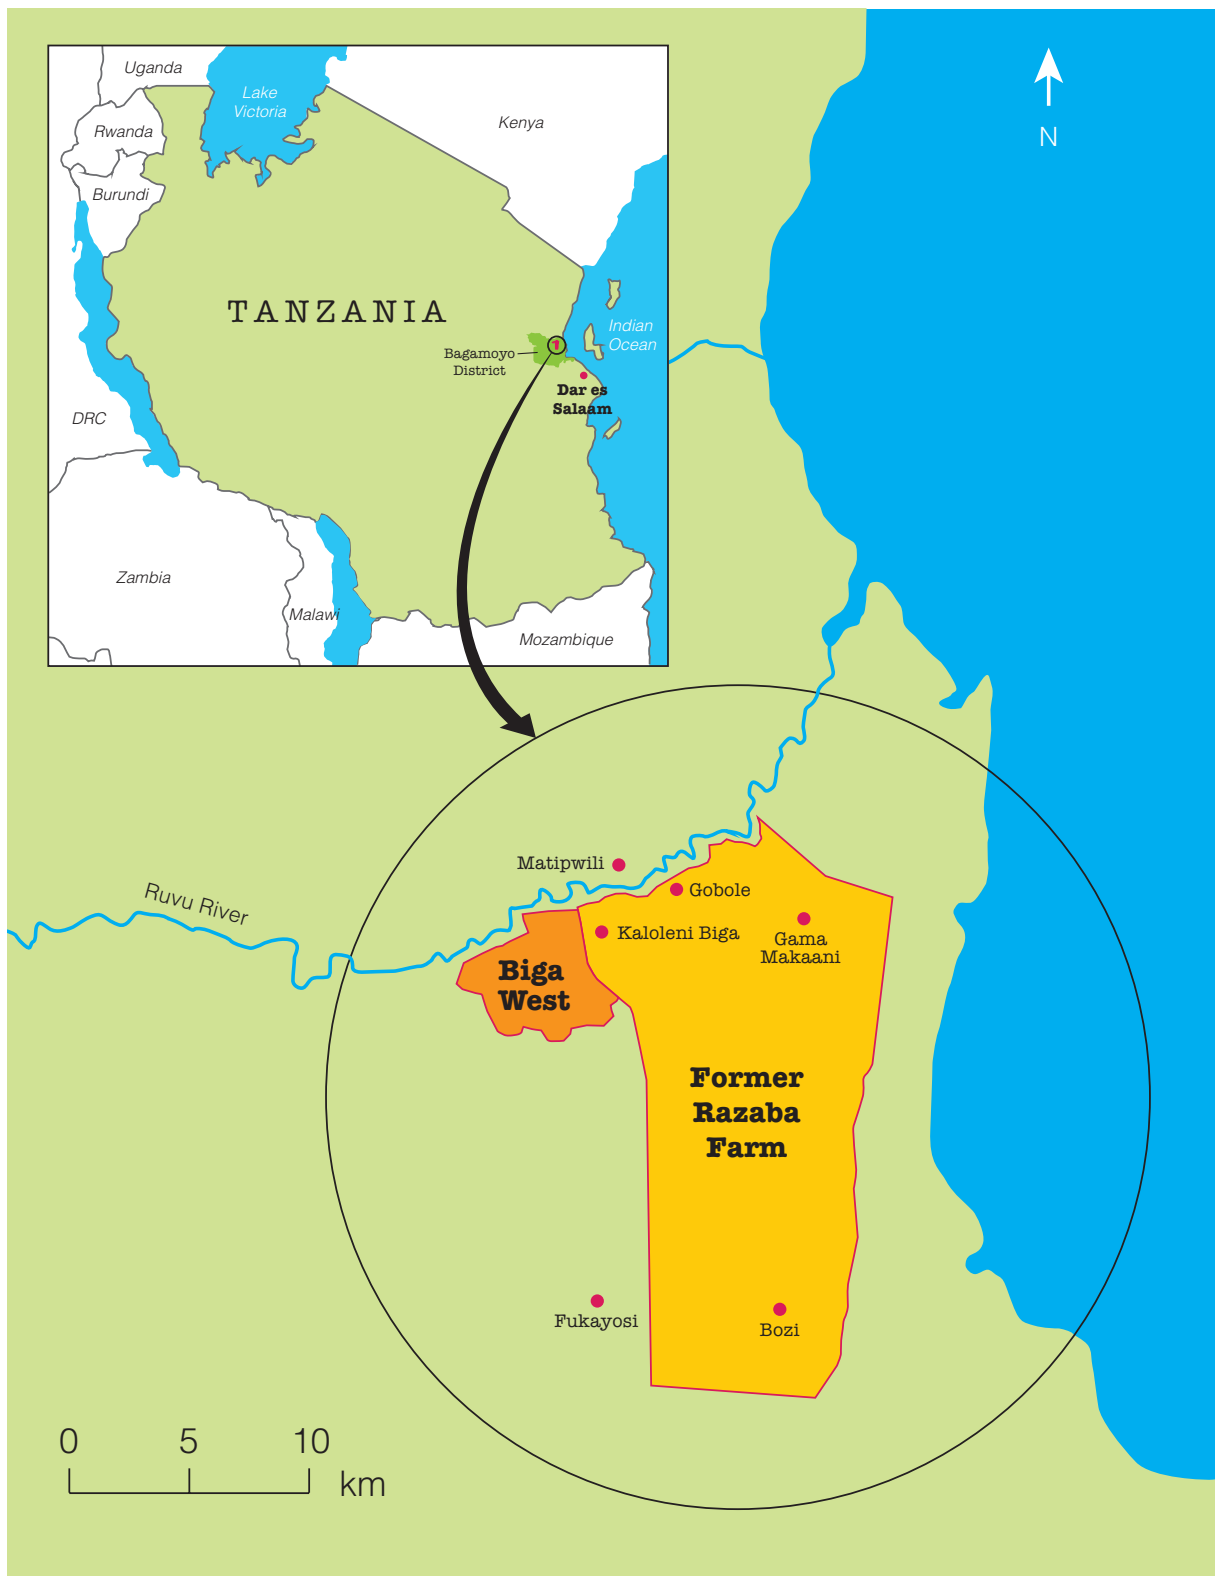 Uganda
Lake
Victoria
Kenya
Rwanda
Burundi
TANZANIA
Indian
Ocean
Bagamoyo
District
Dar es
Salaam
DRC
Zambia
Malawi
Mozambique
N
Matipwili
Gobole
Ruvu River
Kaloleni Biga
Gama
Makaani
Biga
West
Former
Razaba
Farm
Fukayosi
Bozi
0 5 10
km